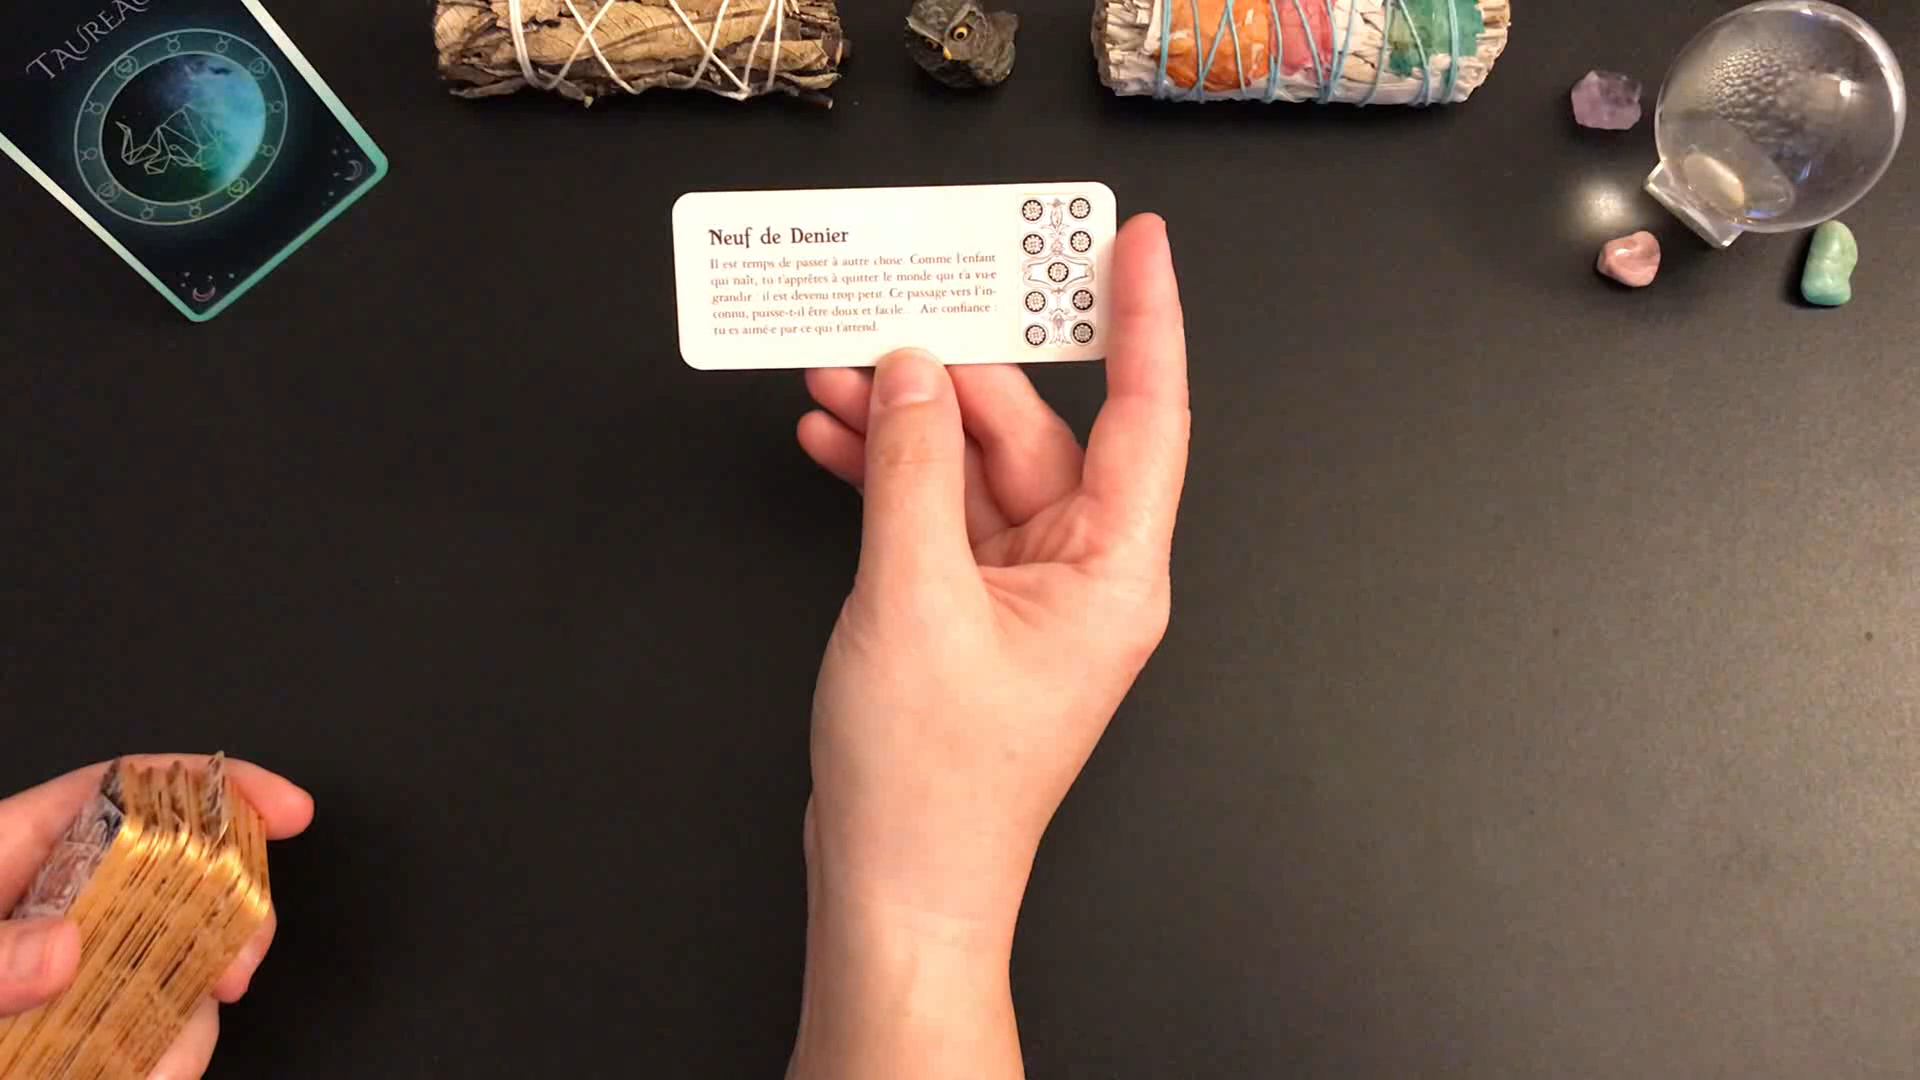 TAUREAU
Neuf de Denier
Il est temps de passer à autre chose. Comme l'enfant
qui naît, tu t'apprêtes à quitter le monde qui t'a vu·e
grandir : il est devenu trop petit. Ce passage vers l'in-
connu, puisse-t-il être doux et facile... Aie confiance :
tu es aimé·e par ce qui t'attend.